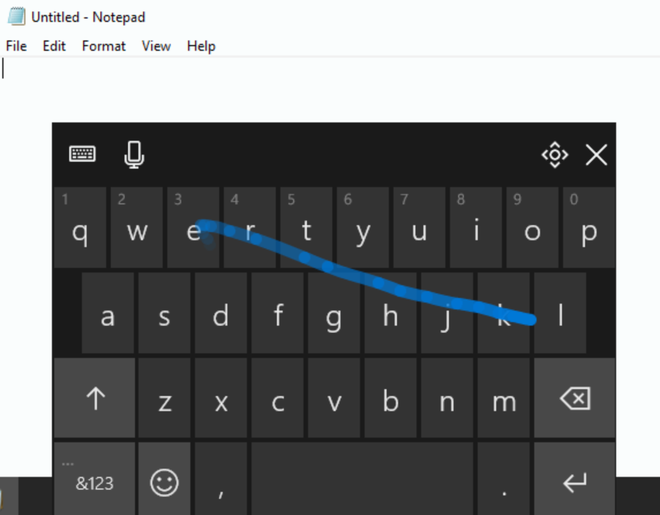 Untitled - Notepad
File Edit Format View Help
1 2 3 4 5 6 7 8 9 0
q w e r t y u i o p
a s d f g h j k l
z x c v b n m
&123 , .